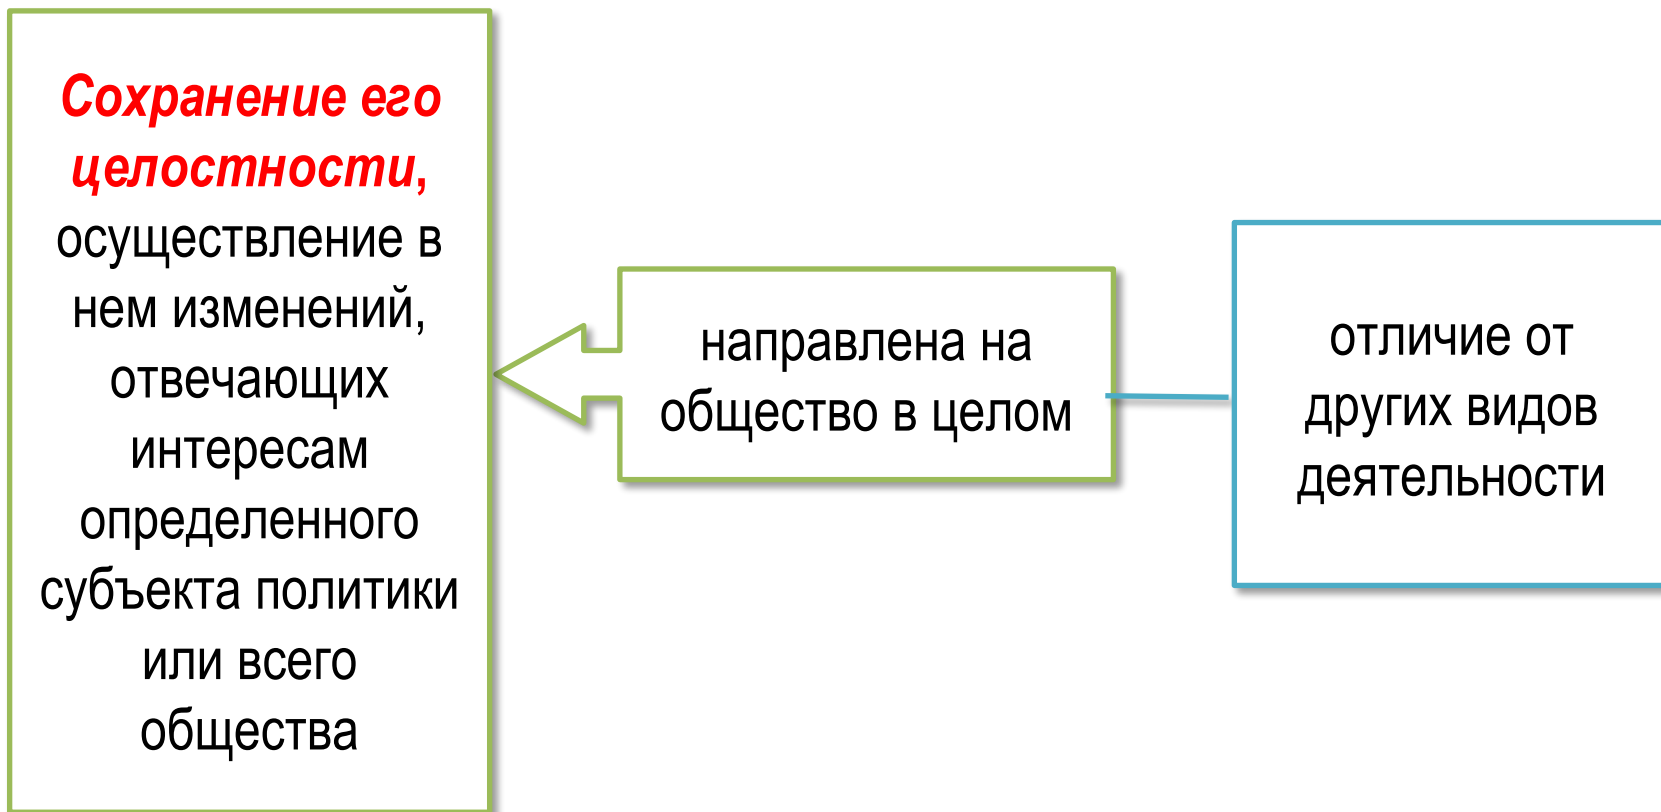 Сохранение его
целостности,
осуществление в
нем изменений,
отвечающих
интересам
определенного
субъекта политики
или всего
общества
направлена на
общество в целом
отличие от
других видов
деятельности